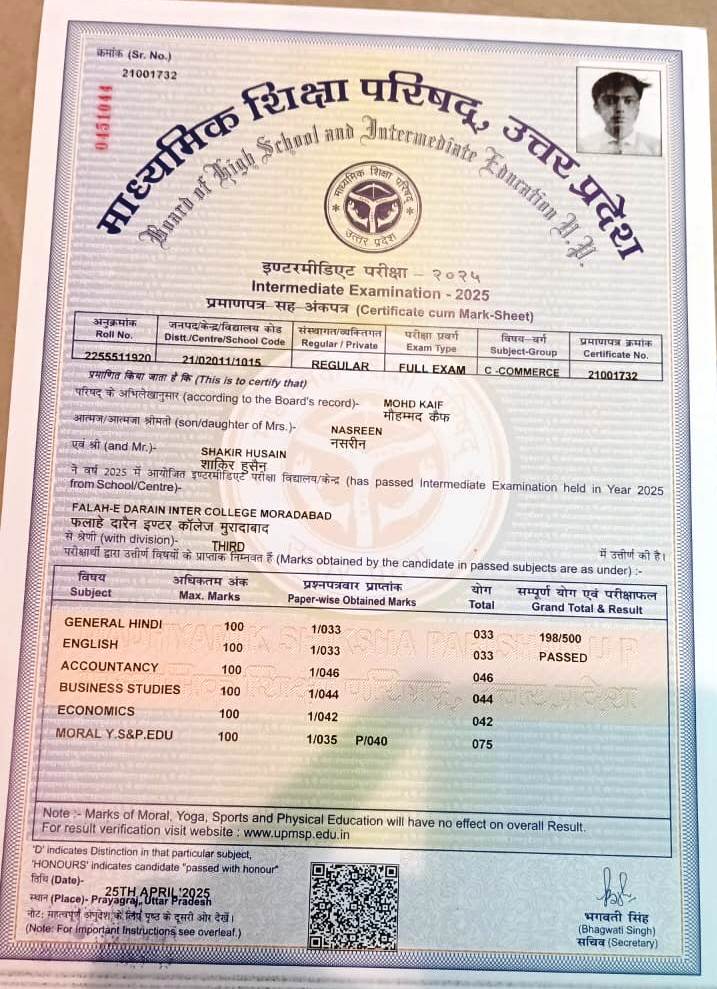 क्रमांक (Sr. No.)
21001732
0451044
माध्यमिक शिक्षा परिषद्, उत्तर प्रदेश
Board of High School and Intermediate Education U.P.
माध्यमिक शिक्षा परिषद्
उत्तर प्रदेश
इण्टरमीडिएट परीक्षा – २०२५
Intermediate Examination - 2025
प्रमाणपत्र सह अंकपत्र (Certificate cum Mark-Sheet)
अनुक्रमांक जनपद/केन्द्र/विद्यालय कोड संस्थागत/व्यक्तिगत परीक्षा प्रवर्ग विषय-वर्ग प्रमाणपत्र क्रमांक
Roll No. Distt./Centre/School Code Regular / Private Exam Type Subject-Group Certificate No.
2255511920 21/02011/1015 REGULAR FULL EXAM C -COMMERCE 21001732
प्रमाणित किया जाता है कि (This is to certify that)
परिषद् के अभिलेखानुसार (according to the Board's record)- MOHD KAIF
मौहम्मद कैफ
आत्मज/आत्मजा श्रीमती (son/daughter of Mrs.)- NASREEN
नसरीन
एवं श्री (and Mr.)- SHAKIR HUSAIN
शाकिर हुसैन
ने वर्ष 2025 में आयोजित इण्टरमीडिएट परीक्षा विद्यालय/केन्द्र (has passed Intermediate Examination held in Year 2025
from School/Centre)-
FALAH-E DARAIN INTER COLLEGE MORADABAD
फलाहे दारैन इण्टर कॉलेज मुरादाबाद
से श्रेणी (with division)- THIRD में उत्तीर्ण की है।
परीक्षार्थी द्वारा उत्तीर्ण विषयों के प्राप्तांक निम्नवत हैं (Marks obtained by the candidate in passed subjects are as under) :-
विषय अधिकतम अंक प्रश्नपत्रवार प्राप्तांक योग सम्पूर्ण योग एवं परीक्षाफल
Subject Max. Marks Paper-wise Obtained Marks Total Grand Total & Result
GENERAL HINDI 100 1/033 033 198/500
ENGLISH 100 1/033 033 PASSED
ACCOUNTANCY 100 1/046 046
BUSINESS STUDIES 100 1/044 044
ECONOMICS 100 1/042 042
MORAL Y.S&P.EDU 100 1/035 P/040 075
Note :- Marks of Moral, Yoga, Sports and Physical Education will have no effect on overall Result.
For result verification visit website : www.upmsp.edu.in
'D' indicates Distinction in that particular subject,
'HONOURS' indicates candidate "passed with honour"
तिथि (Date)-
25TH APRIL'2025
स्थान (Place)- Prayagraj, Uttar Pradesh
नोट: महत्वपूर्ण अनुदेश के लिए पृष्ठ के दूसरी ओर देखें।
(Note: For Important Instructions see overleaf.)
भगवती सिंह
(Bhagwati Singh)
सचिव (Secretary)